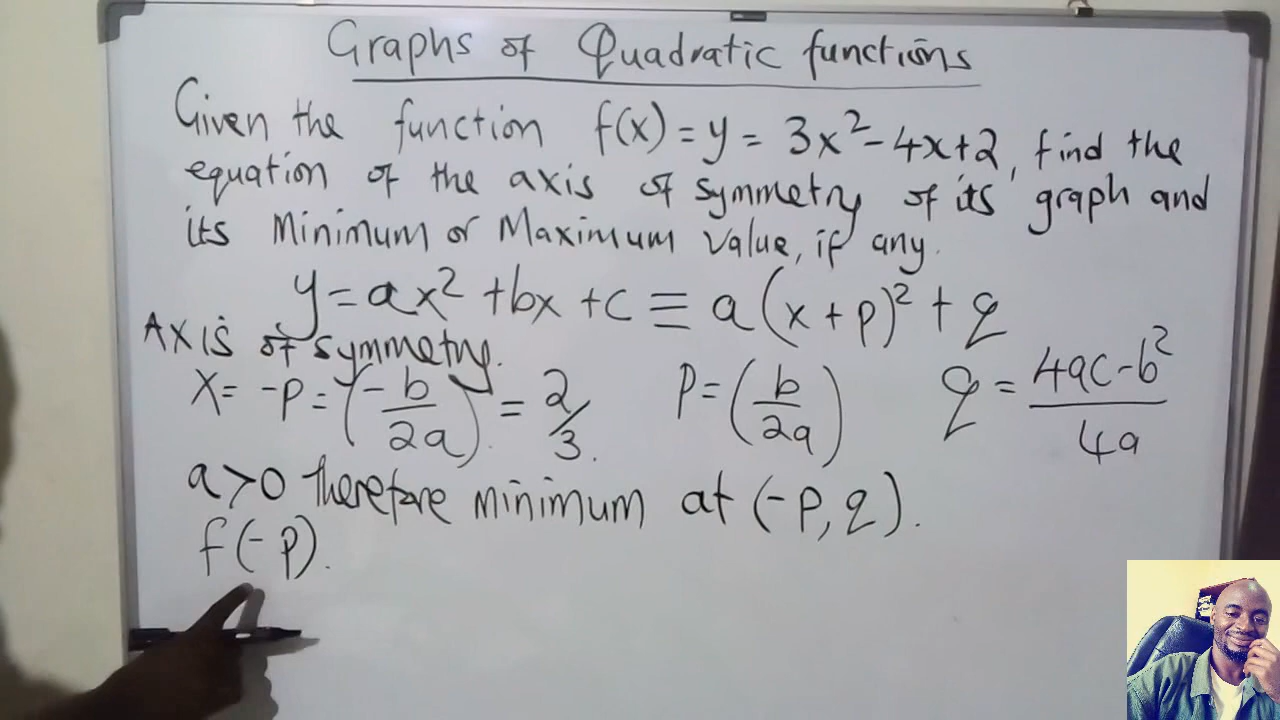 Graphs of Quadratic functions
Given the function f(x) = y = 3x² - 4x + 2, find the
equation of the axis of symmetry of its graph and
its Minimum or Maximum value, if any.
y = ax² + bx + c ≡ a(x + p)² + q
Axis of symmetry.
x = -p = (-b/2a) = 2/3. p = (b/2a) q = 4ac - b²/4a
a > 0 therefore minimum at (-p, q).
f(-p).